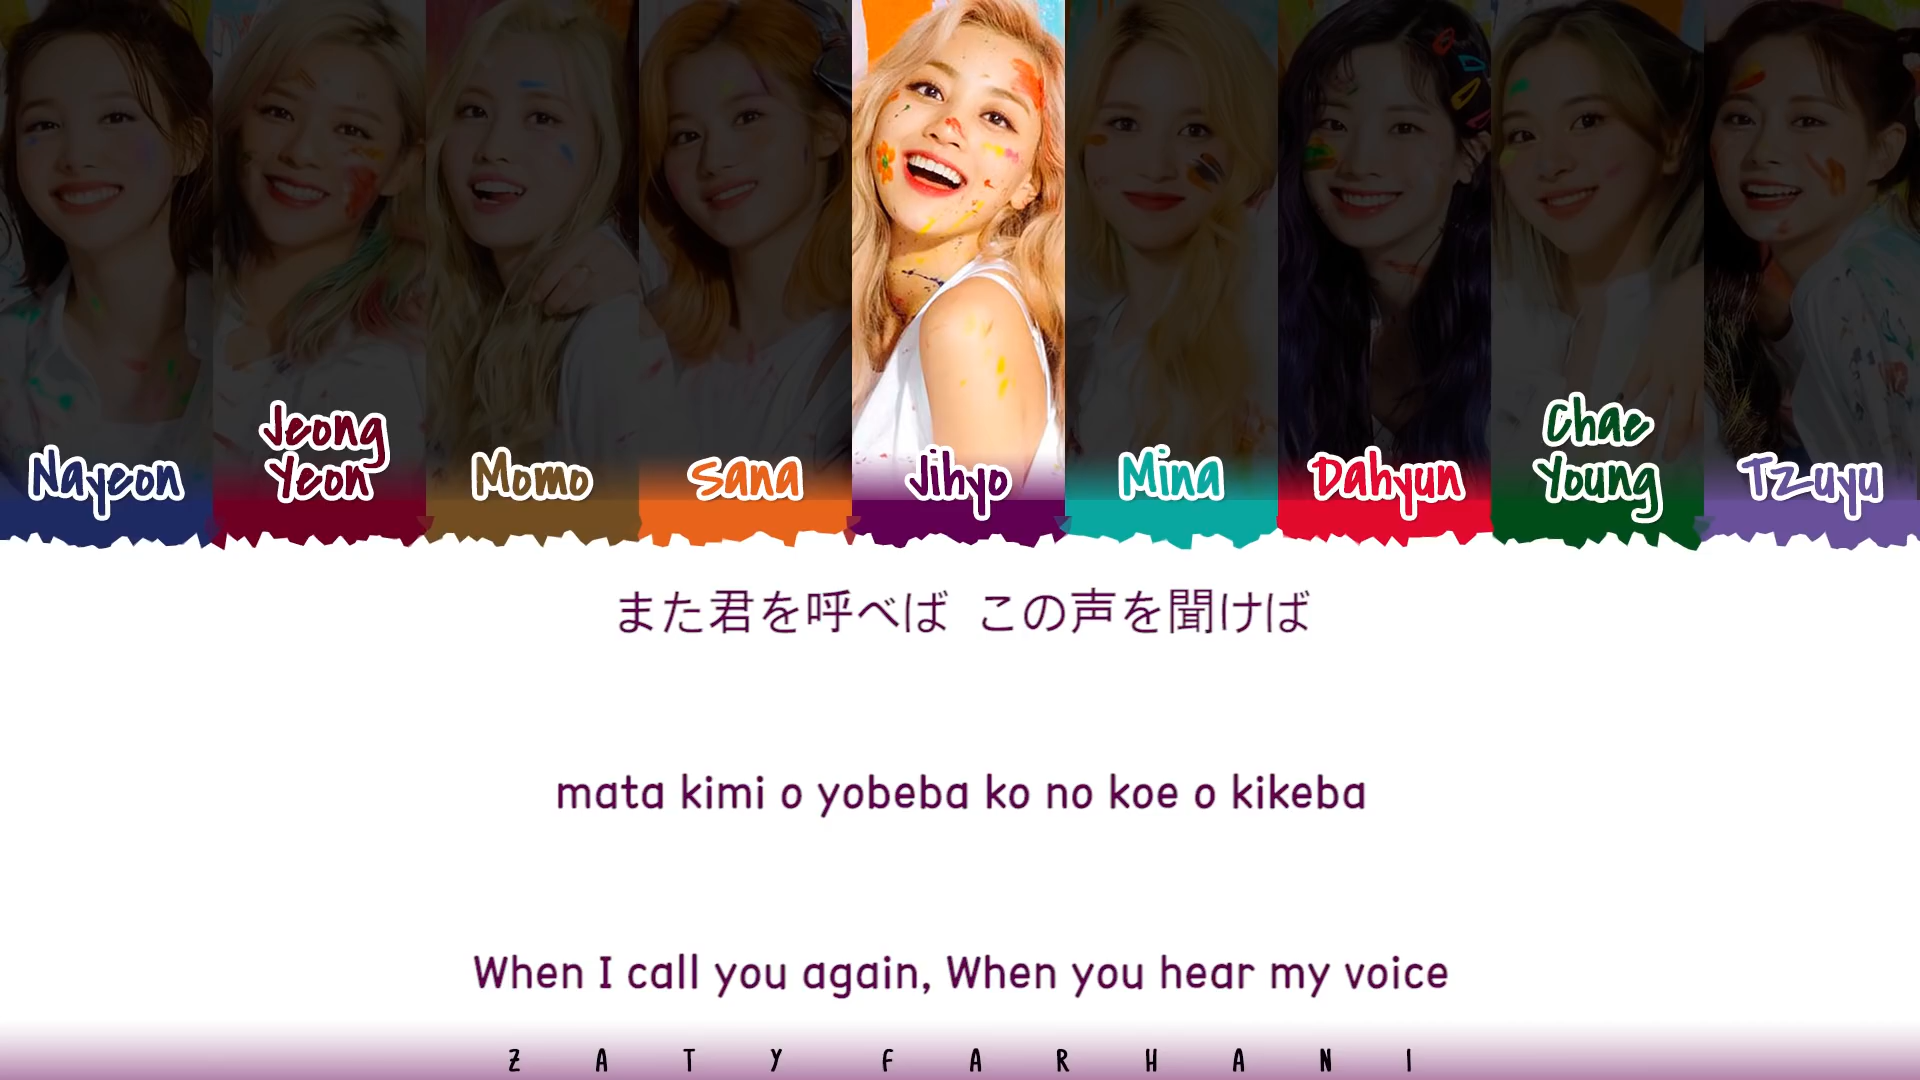 Nayeon
Jeong
Yeon
Momo
Sana
Jihyo
Mina
Dahyun
Chae
Young
Tzuyu
また君を呼べば この声を聞けば
mata kimi o yobeba ko no koe o kikeba
When I call you again, When you hear my voice
ZATY FARHANI